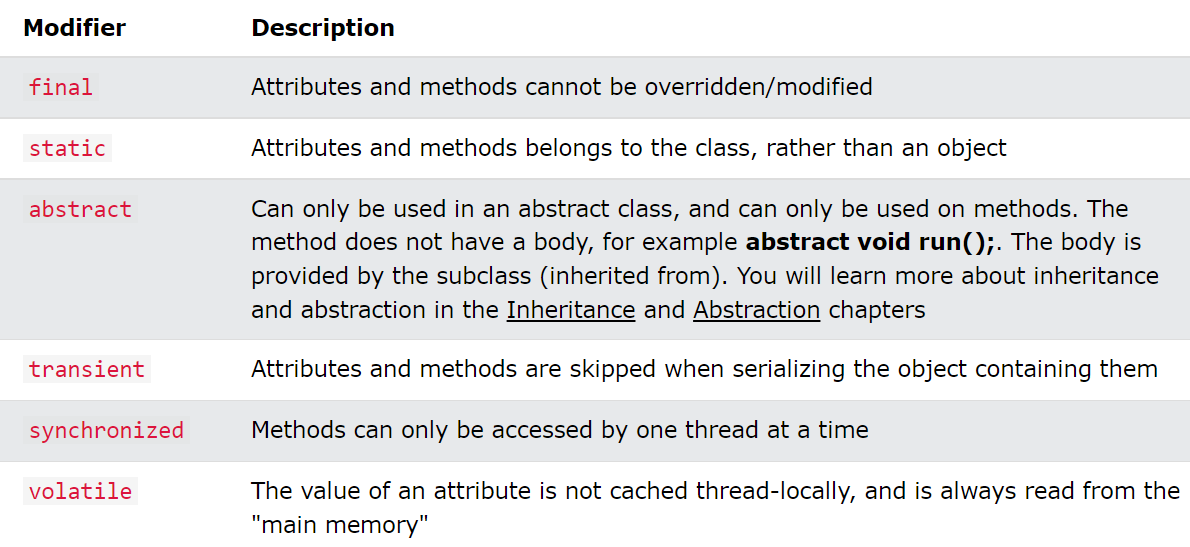 Modifier Description
final Attributes and methods cannot be overridden/modified
static Attributes and methods belongs to the class, rather than an object
abstract Can only be used in an abstract class, and can only be used on methods. The
method does not have a body, for example abstract void run();. The body is
provided by the subclass (inherited from). You will learn more about inheritance
and abstraction in the Inheritance and Abstraction chapters
transient Attributes and methods are skipped when serializing the object containing them
synchronized Methods can only be accessed by one thread at a time
volatile The value of an attribute is not cached thread-locally, and is always read from the
"main memory"